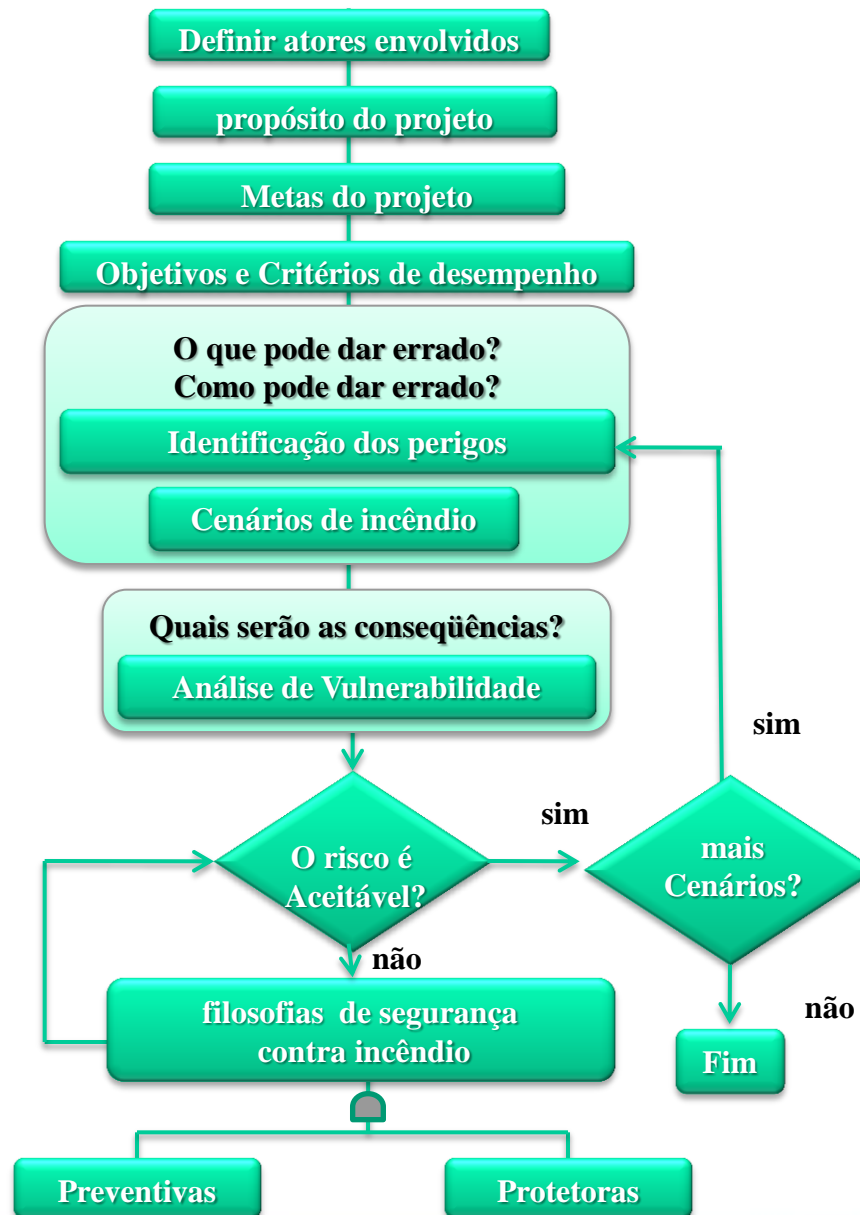 Definir atores envolvidos
propósito do projeto
Metas do projeto
Objetivos e Critérios de desempenho
O que pode dar errado?
Como pode dar errado?
Identificação dos perigos
Cenários de incêndio
Quais serão as conseqüências?
Análise de Vulnerabilidade
sim
sim
O risco é
Aceitável?
mais
Cenários?
não
não
filosofias de segurança
contra incêndio
Fim
Preventivas
Protetoras